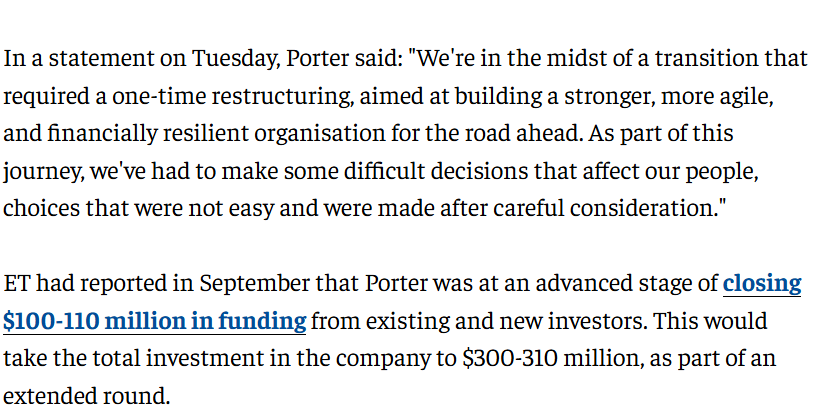 In a statement on Tuesday, Porter said: "We're in the midst of a transition that
required a one-time restructuring, aimed at building a stronger, more agile,
and financially resilient organisation for the road ahead. As part of this
journey, we've had to make some difficult decisions that affect our people,
choices that were not easy and were made after careful consideration."
ET had reported in September that Porter was at an advanced stage of closing
$100-110 million in funding from existing and new investors. This would
take the total investment in the company to $300-310 million, as part of an
extended round.